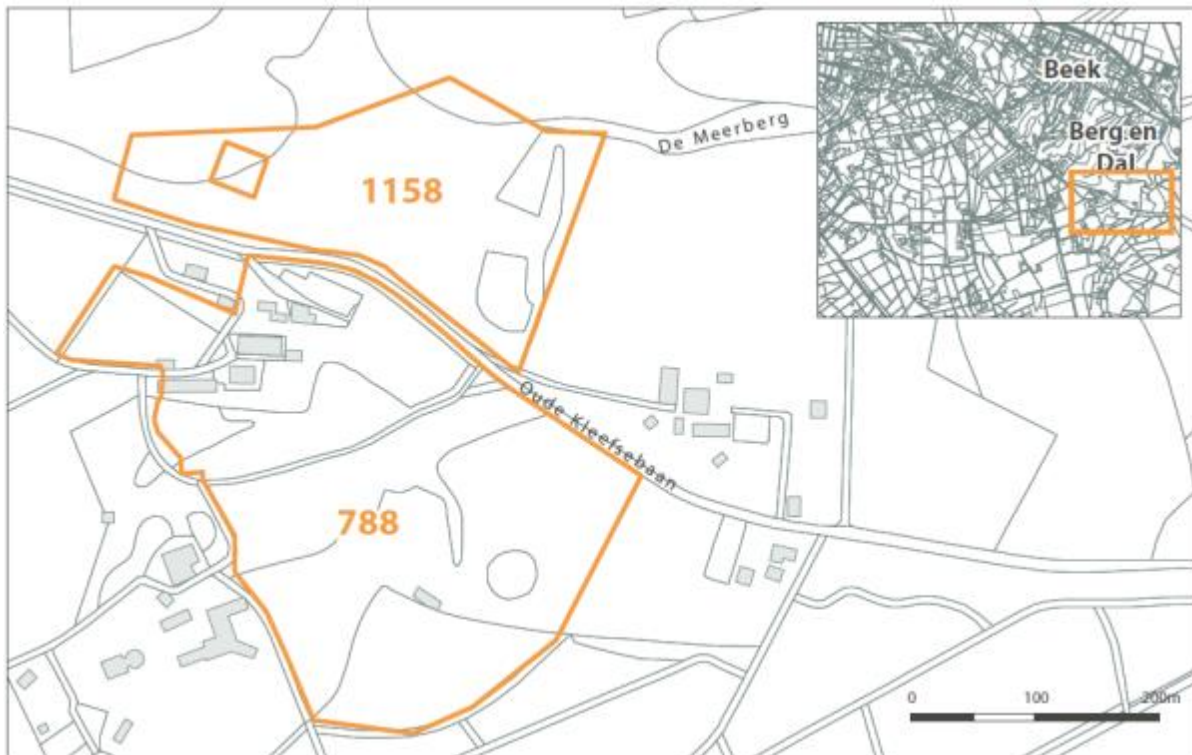 Beek
Berg en
Dal
De Meerberg
1158
Oude Kleefsebaan
788
0 100 200m